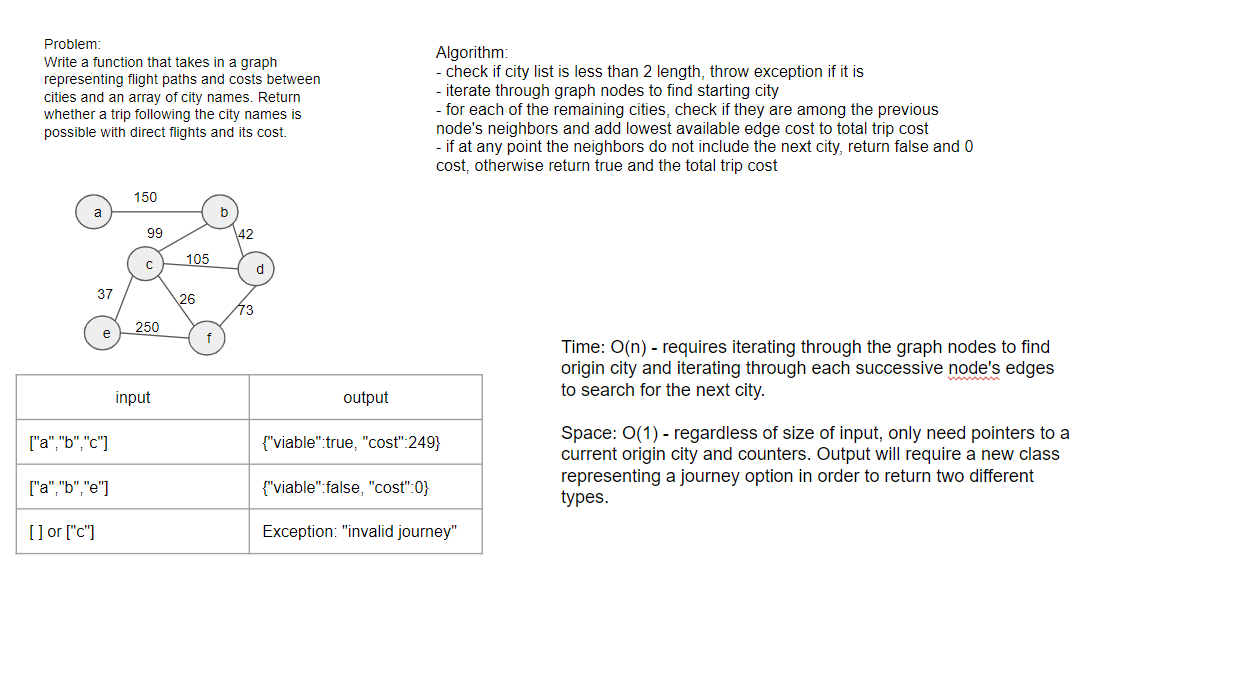 Problem:
Write a function that takes in a graph
representing flight paths and costs between
cities and an array of city names. Return
whether a trip following the city names is
possible with direct flights and its cost.
Algorithm:
- check if city list is less than 2 length, throw exception if it is
- iterate through graph nodes to find starting city
- for each of the remaining cities, check if they are among the previous
node's neighbors and add lowest available edge cost to total trip cost
- if at any point the neighbors do not include the next city, return false and 0
cost, otherwise return true and the total trip cost
150
a
b
99
42
c
105
d
37
26
73
e
250
f
input output
["a","b","c"] {"viable":true, "cost":249}
["a","b","e"] {"viable":false, "cost":0}
[ ] or ["c"] Exception: "invalid journey"
Time: O(n) - requires iterating through the graph nodes to find
origin city and iterating through each successive node's edges
to search for the next city.
Space: O(1) - regardless of size of input, only need pointers to a
current origin city and counters. Output will require a new class
representing a journey option in order to return two different
types.